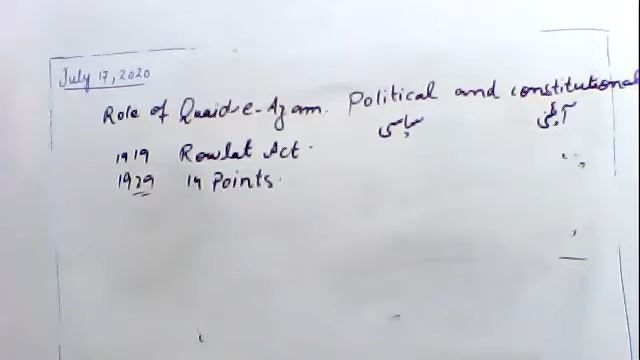 July 17, 2020
Role of Quaid-e-Azam. Political and constitutional
سیاسی آئینی
1919 Rowlat Act.
1929 14 Points.